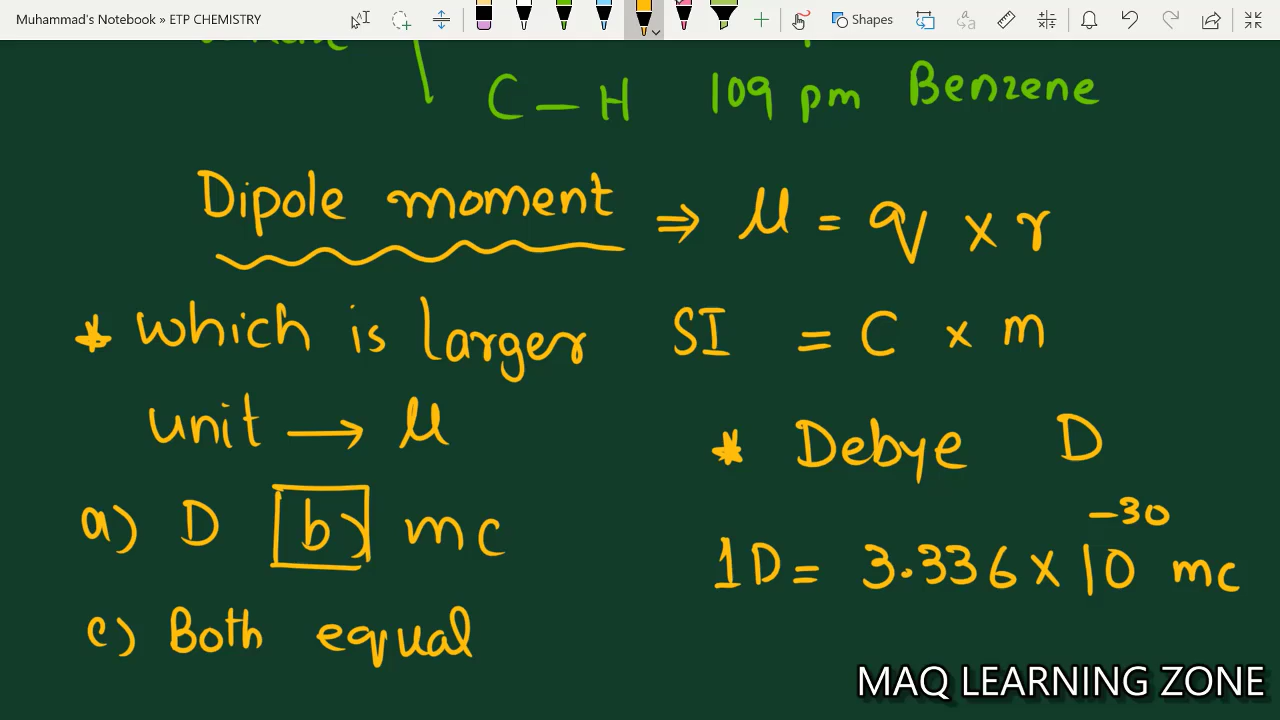 Muhammad's Notebook » ETP CHEMISTRY
Shapes
C — H 109 pm Benzene
Dipole moment ⇒ μ = q × r
* which is larger
unit → μ
a) D b) mc
c) Both equal
SI = C × m
* Debye D
1D = 3.336 × 10⁻³⁰ mc
MAQ LEARNING ZONE